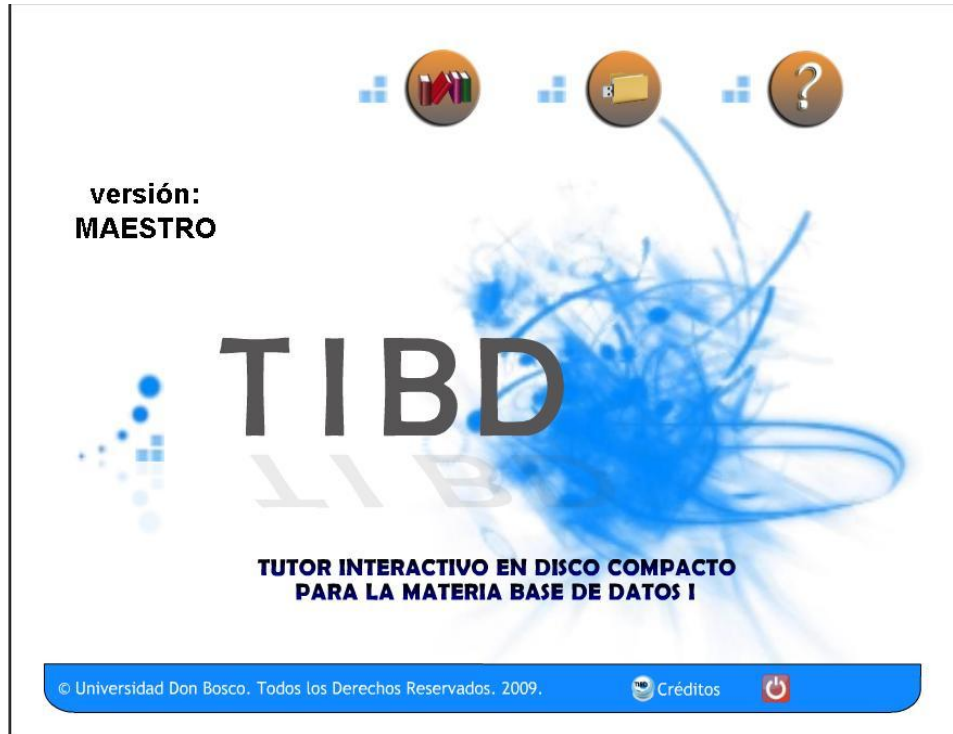 versión:
MAESTRO
TIBD
TUTOR INTERACTIVO EN DISCO COMPACTO
PARA LA MATERIA BASE DE DATOS I
© Universidad Don Bosco. Todos los Derechos Reservados. 2009.
Créditos